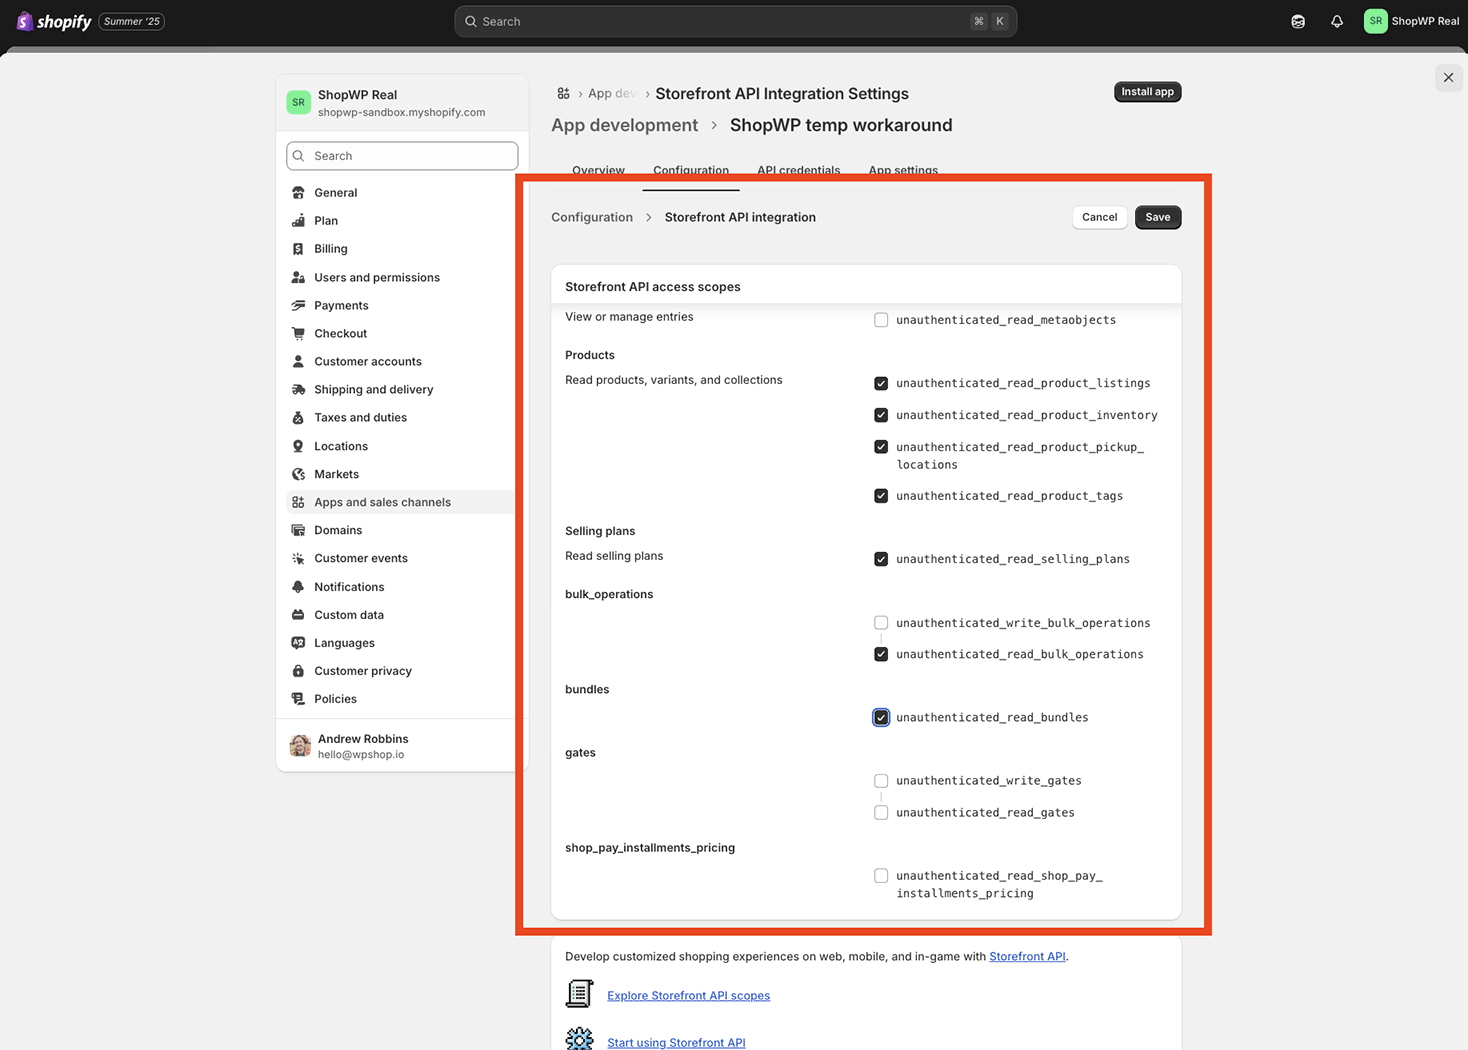 shopify Summer '25
Search
⌘ K
SR ShopWP Real
SR
ShopWP Real
shopwp-sandbox.myshopify.com
Search
General
Plan
Billing
Users and permissions
Payments
Checkout
Customer accounts
Shipping and delivery
Taxes and duties
Locations
Markets
Apps and sales channels
Domains
Customer events
Notifications
Custom data
Languages
Customer privacy
Policies
Andrew Robbins
hello@wpshop.io
› App dev › Storefront API Integration Settings
Install app
App development › ShopWP temp workaround
Overview Configuration API credentials App settings
Configuration › Storefront API integration
Cancel Save
Storefront API access scopes
View or manage entries
unauthenticated_read_metaobjects
Products
Read products, variants, and collections
unauthenticated_read_product_listings
unauthenticated_read_product_inventory
unauthenticated_read_product_pickup_
locations
unauthenticated_read_product_tags
Selling plans
Read selling plans
unauthenticated_read_selling_plans
bulk_operations
unauthenticated_write_bulk_operations
unauthenticated_read_bulk_operations
bundles
unauthenticated_read_bundles
gates
unauthenticated_write_gates
unauthenticated_read_gates
shop_pay_installments_pricing
unauthenticated_read_shop_pay_
installments_pricing
Develop customized shopping experiences on web, mobile, and in-game with Storefront API.
Explore Storefront API scopes
Start using Storefront API